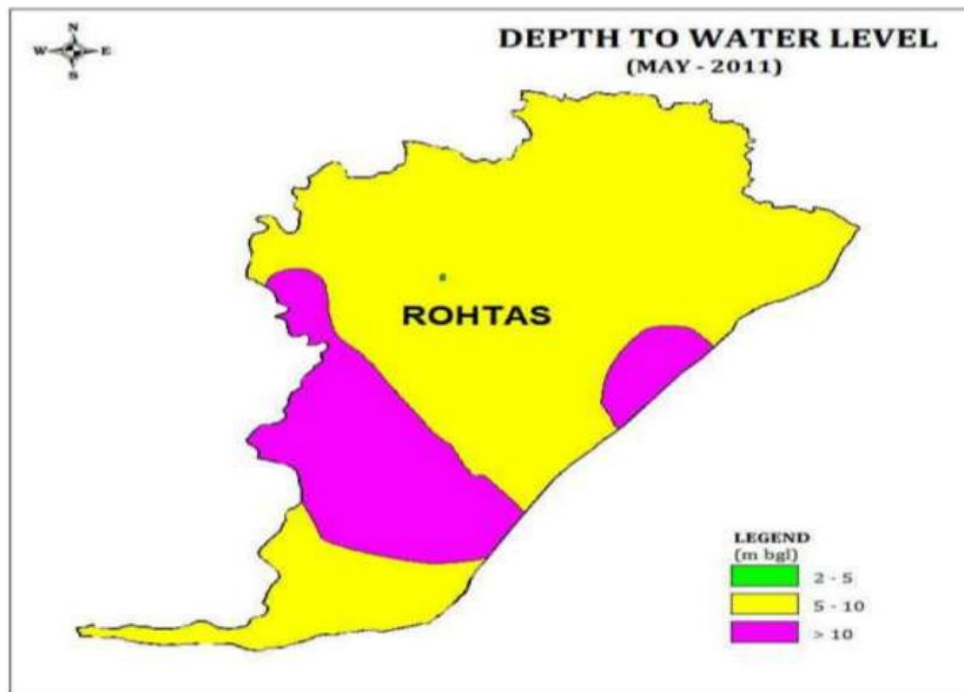 N
W E
S
DEPTH TO WATER LEVEL
(MAY - 2011)
ROHTAS
LEGEND
(m bgl)
2 - 5
5 - 10
> 10